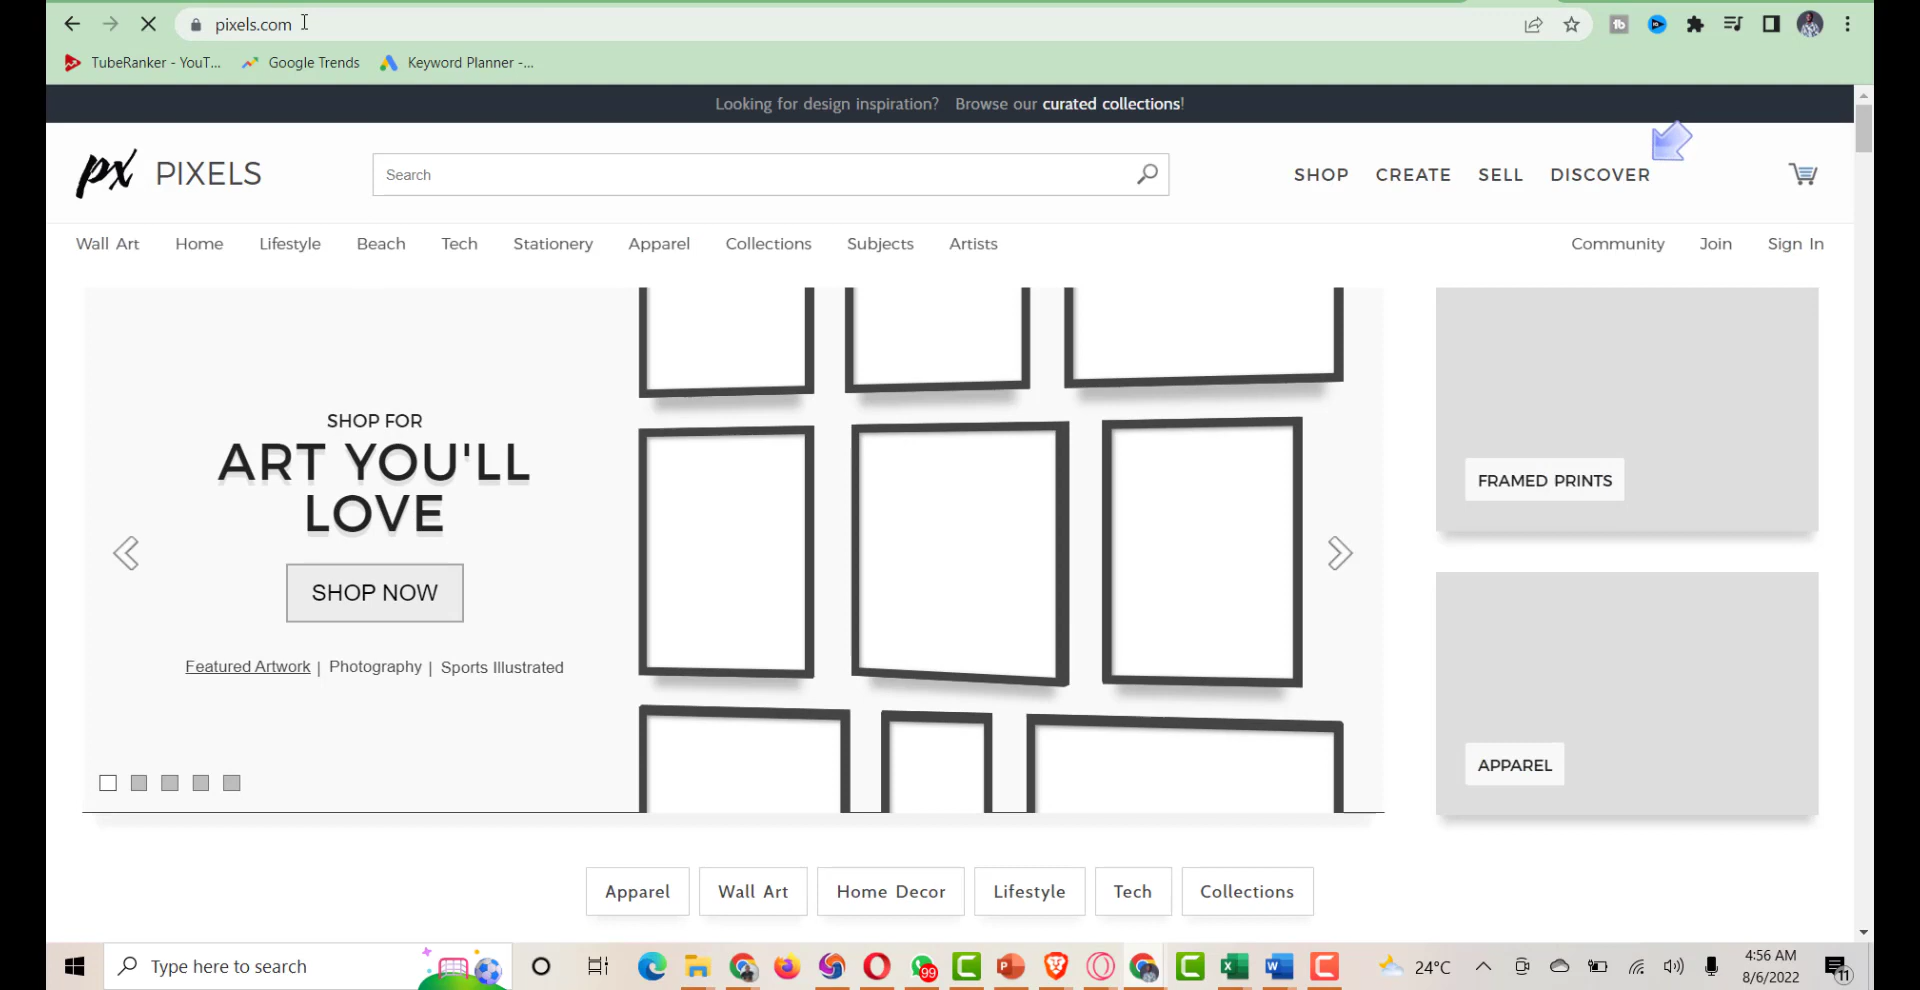 pixels.com
TubeRanker - YouT... Google Trends Keyword Planner -...
Looking for design inspiration? Browse our curated collections!
px PIXELS Search SHOP CREATE SELL DISCOVER
Wall Art Home Lifestyle Beach Tech Stationery Apparel Collections Subjects Artists Community Join Sign In
SHOP FOR
ART YOU'LL
LOVE
SHOP NOW
Featured Artwork | Photography | Sports Illustrated
FRAMED PRINTS
APPAREL
Apparel Wall Art Home Decor Lifestyle Tech Collections
Type here to search 99 24°C 4:56 AM
8/6/2022 11